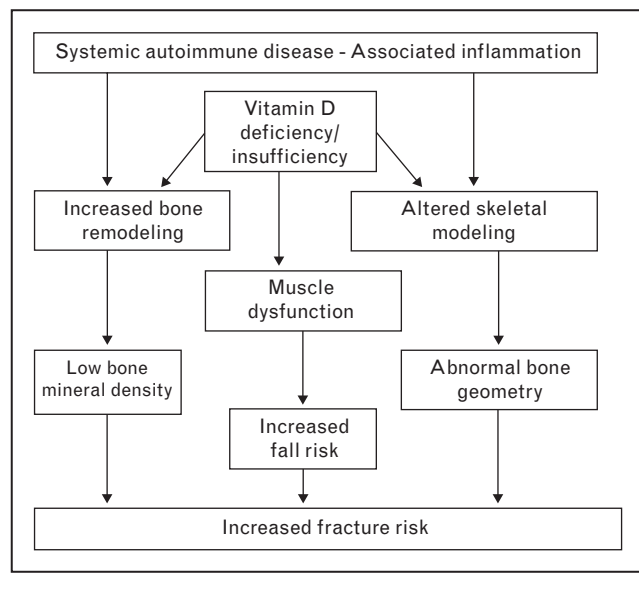 Systemic autoimmune disease - Associated inflammation
Vitamin D
deficiency/
insufficiency
Increased bone
remodeling
Altered skeletal
modeling
Muscle
dysfunction
Low bone
mineral density
Abnormal bone
geometry
Increased
fall risk
Increased fracture risk